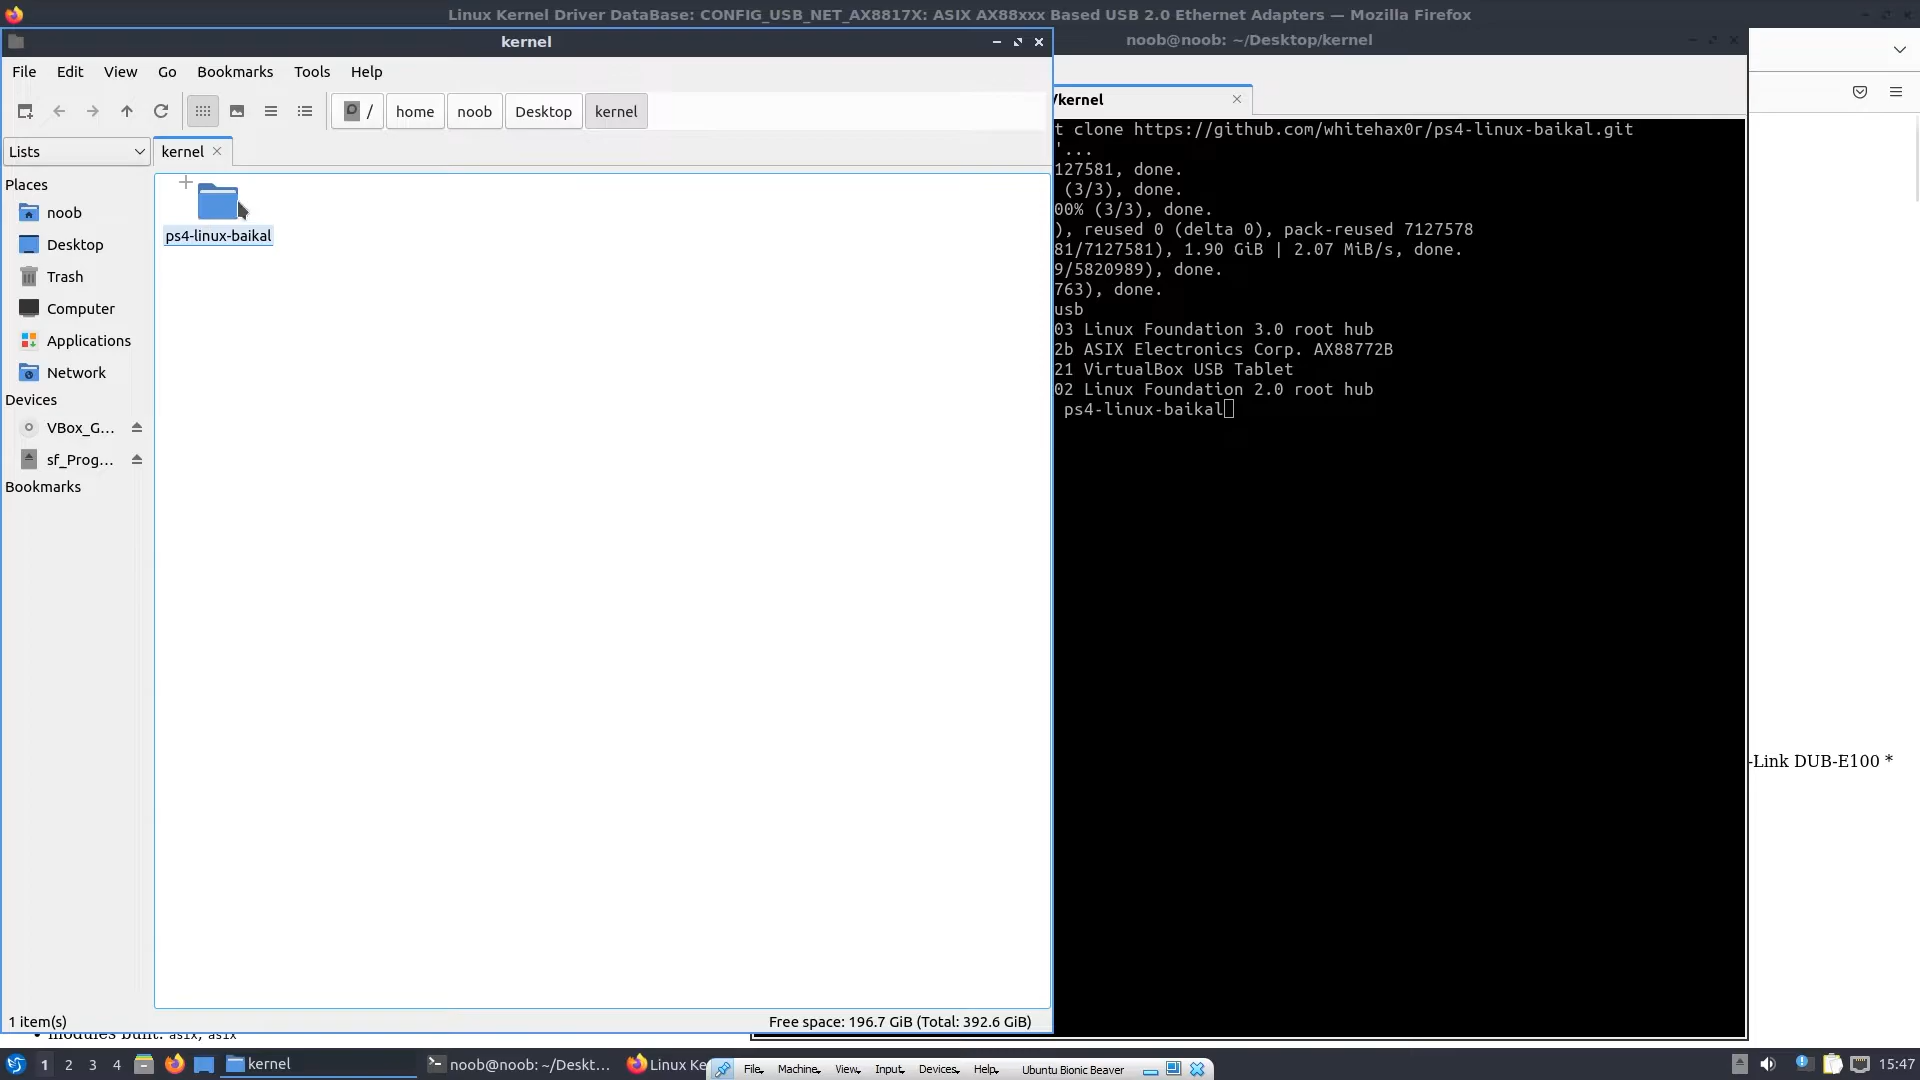 Linux Kernel Driver DataBase: CONFIG_USB_NET_AX8817X: ASIX AX88xxx Based USB 2.0 Ethernet Adapters — Mozilla Firefox
kernel
noob@noob: ~/Desktop/kernel
File Edit View Go Bookmarks Tools Help
/ home noob Desktop kernel
/kernel
Lists
kernel
Places
noob
Desktop
Trash
Computer
Applications
Network
Devices
VBox_G...
sf_Prog...
Bookmarks
ps4-linux-baikal
1 item(s)
Free space: 196.7 GiB (Total: 392.6 GiB)
t clone https://github.com/whitehax0r/ps4-linux-baikal.git
'...
127581, done.
(3/3), done.
00% (3/3), done.
), reused 0 (delta 0), pack-reused 7127578
81/7127581), 1.90 GiB | 2.07 MiB/s, done.
9/5820989), done.
763), done.
usb
03 Linux Foundation 3.0 root hub
2b ASIX Electronics Corp. AX88772B
21 VirtualBox USB Tablet
02 Linux Foundation 2.0 root hub
ps4-linux-baikal
-Link DUB-E100 *
modules built: asix, asix
1 2 3 4
kernel
noob@noob: ~/Deskt...
Linux Ke
File Machine View Input Devices Help Ubuntu Bionic Beaver
15:47